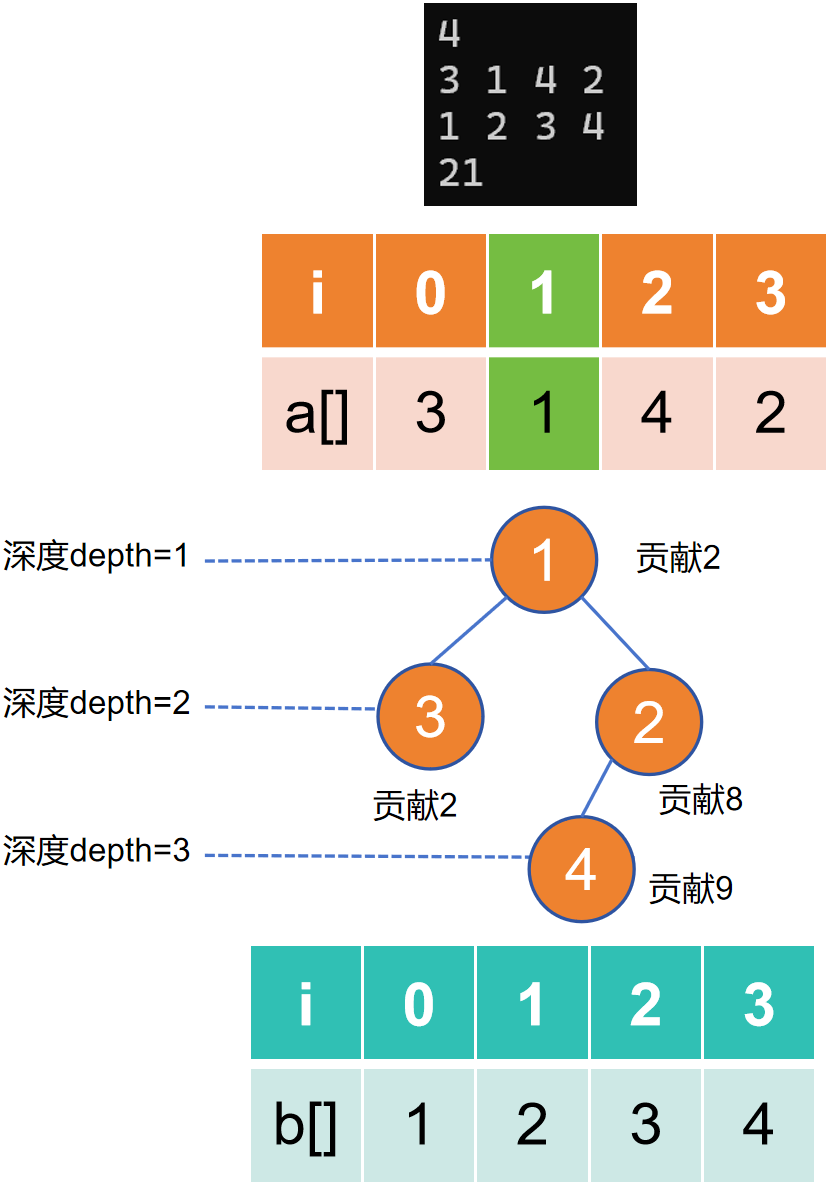 4
3 1 4 2
1 2 3 4
21
i 0 1 2 3
a[] 3 1 4 2
深度depth=1
1
贡献2
深度depth=2
3
2
贡献2
贡献8
深度depth=3
4
贡献9
i 0 1 2 3
b[] 1 2 3 4